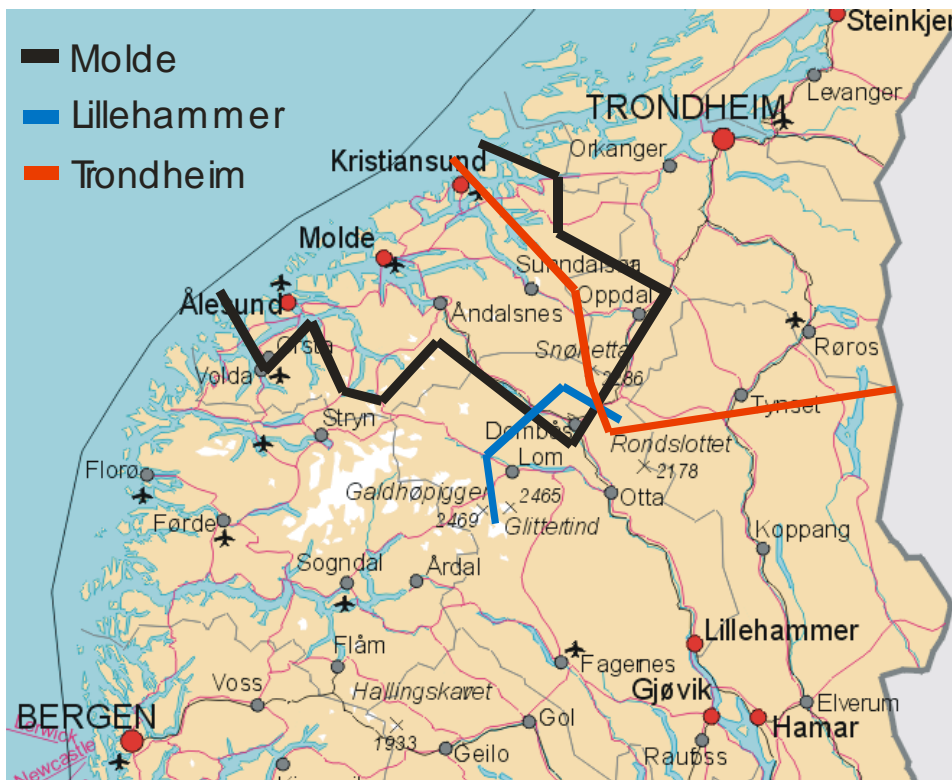 Molde
Lillehammer
Trondheim
Steinkjer
Levanger
TRONDHEIM
Orkanger
Kristiansund
Molde
Sunndalsøra
Ålesund
Oppdal
Åndalsnes
Ørsta
Snøhetta
Røros
Volda
2286
Tynset
Stryn
Dombås
Rondslottet
Lom
2178
Florø
Galdhøpiggen
2465
Otta
2469
Glittertind
Førde
Koppang
Sogndal
Årdal
Lillehammer
Flåm
Fagernes
Voss
Hallingskarvet
Gjøvik
Elverum
BERGEN
Gol
Hamar
1933
Geilo
Raufoss
Newcastle